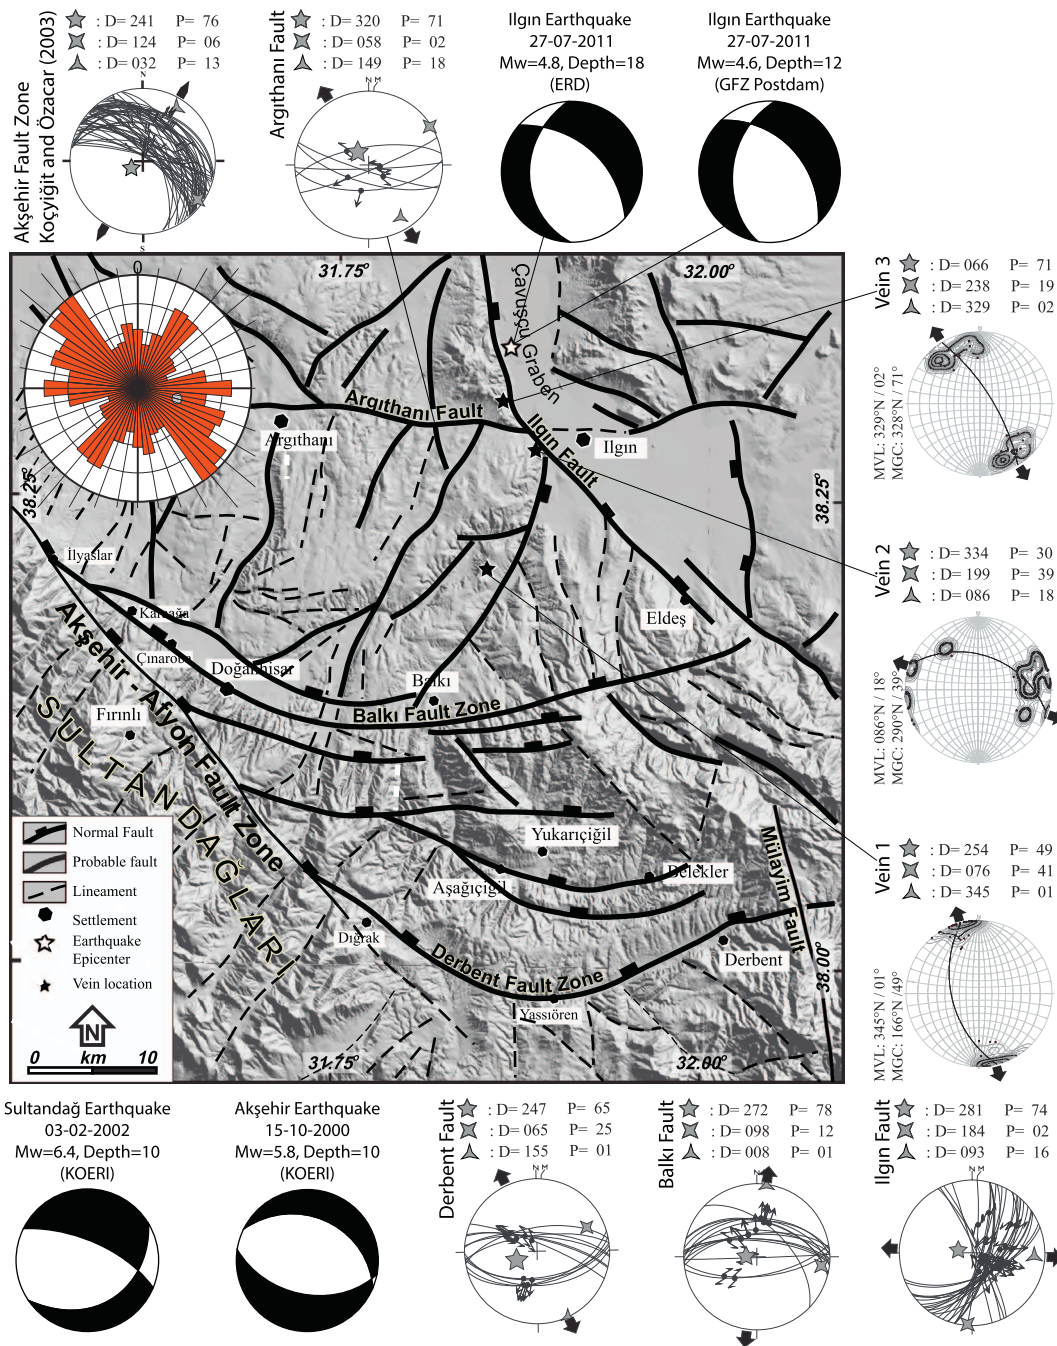 Akşehir Fault Zone
Koçyiğit and Özacar (2003)
: D= 241 P= 76
: D= 124 P= 06
: D= 032 P= 13
N
S
Argıthanı Fault
: D= 320 P= 71
: D= 058 P= 02
: D= 149 P= 18
N M
Ilgın Earthquake
27-07-2011
Mw=4.8, Depth=18
(ERD)
Ilgın Earthquake
27-07-2011
Mw=4.6, Depth=12
(GFZ Postdam)
0
31.75°
32.00°
38.25°
38.25°
Çavuşçu Graben
Argıthanı Fault
Argıthanı
Ilgın Fault
Ilgın
İlyaslar
Karaağa
Çınaroba
Doğanhisar
Eldeş
Balkı
Balkı Fault Zone
Fırınlı
Akşehir - Afyon Fault Zone
SULTANDAĞLARI
Yukarıçiğil
Aşağıçiğil
Belekler
Mülayim Fault
Dığrak
Derbent Fault Zone
Derbent
Yassıören
38.00°
31.75°
32.00°
Normal Fault
Probable fault
Lineament
Settlement
Earthquake
Epicenter
Vein location
N
0 km 10
Vein 3
: D= 066 P= 71
: D= 238 P= 19
: D= 329 P= 02
MVL: 329°N / 02°
MGC: 328°N / 71°
Vein 2
: D= 334 P= 30
: D= 199 P= 39
: D= 086 P= 18
MVL: 086°N / 18°
MGC: 290°N / 39°
Vein 1
: D= 254 P= 49
: D= 076 P= 41
: D= 345 P= 01
MVL: 345°N / 01°
MGC: 166°N /49°
Sultandağ Earthquake
03-02-2002
Mw=6.4, Depth=10
(KOERI)
Akşehir Earthquake
15-10-2000
Mw=5.8, Depth=10
(KOERI)
Derbent Fault
: D= 247 P= 65
: D= 065 P= 25
: D= 155 P= 01
N M
Balkı Fault
: D= 272 P= 78
: D= 098 P= 12
: D= 008 P= 01
N M
Ilgın Fault
: D= 281 P= 74
: D= 184 P= 02
: D= 093 P= 16
N M